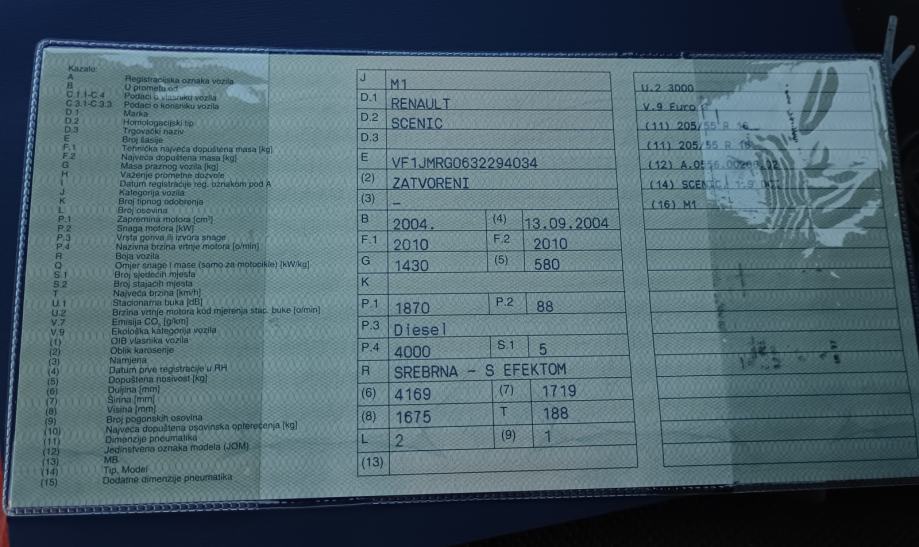 Kazalo:
A Registracijska oznaka vozila
B U prometu od
C.1.1-C.4 Podaci o vlasniku vozila
C.3.1-C.3.3 Podaci o korisniku vozila
D.1 Marka
D.2 Homologacijski tip
D.3 Trgovački naziv
E Broj šasije
F.1 Tehnička najveća dopuštena masa [kg]
F.2 Najveća dopuštena masa [kg]
G Masa praznog vozila [kg]
H Važenje prometne dozvole
I Datum registracije reg. oznakom pod A
J Kategorija vozila
K Broj tipnog odobrenja
L Broj osovina
P.1 Zapremina motora [cm³]
P.2 Snaga motora [kW]
P.3 Vrsta goriva ili izvora snage
P.4 Nazivna brzina vrtnje motora [o/min]
R Boja vozila
Q Omjer snage i mase (samo za motocikle) [kW/kg]
S.1 Broj sjedećih mjesta
S.2 Broj stajaćih mjesta
T Najveća brzina [km/h]
U.1 Stacionarna buka [dB]
U.2 Brzina vrtnje motora kod mjerenja stac. buke [o/min]
V.7 Emisija CO₂ [g/km]
V.9 Ekološka kategorija vozila
(1) OIB vlasnika vozila
(2) Oblik karoserije
(3) Namjena
(4) Datum prve registracije u RH
(5) Dopuštena nosivost [kg]
(6) Duljina [mm]
(7) Širina [mm]
(8) Visina [mm]
(9) Broj pogonskih osovina
(10) Najveća dopuštena osovinska opterećenja [kg]
(11) Dimenzije pneumatika
(12) Jedinstvena oznaka modela (JOM)
(13) MB
(14) Tip, Model
(15) Dodatne dimenzije pneumatika
J M1
D.1 RENAULT
D.2 SCENIC
D.3
E VF1JMRG0632294034
(2) ZATVORENI
(3) –
B 2004. (4) 13.09.2004
F.1 2010 F.2 2010
G 1430 (5) 580
K
P.1 1870 P.2 88
P.3 Diesel
P.4 4000 S.1 5
R SREBRNA - S EFEKTOM
(6) 4169 (7) 1719
(8) 1675 T 188
L 2 (9) 1
(13)
U.2 3000
V.9 Euro
(11) 205/55 R 16
(11) 205/55 R 16
(12)
(14) SCENIC
(16) M1